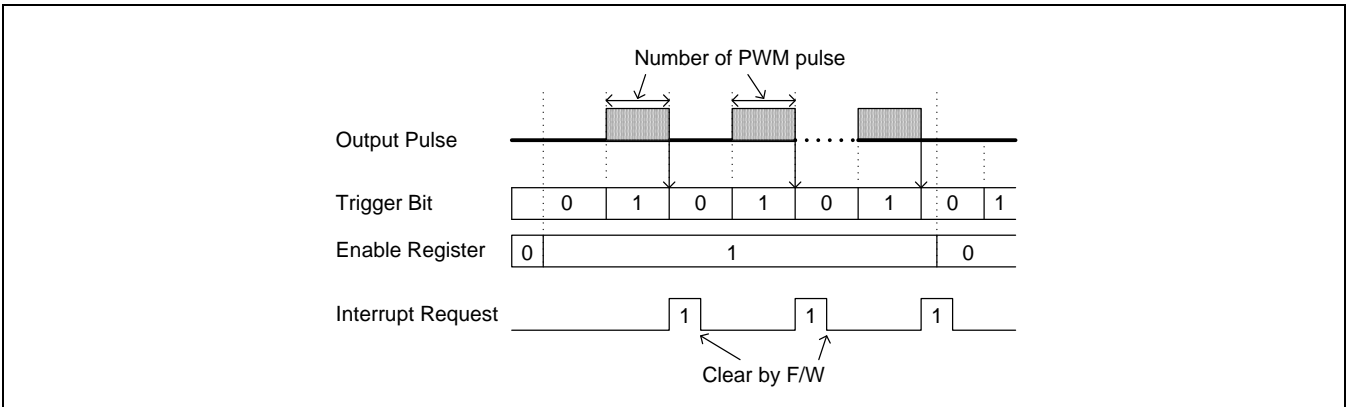 Number of PWM pulse
Output Pulse
Trigger Bit 0 1 0 1 0 1 0 1
Enable Register 0 1 0
Interrupt Request 1 1 1
Clear by F/W